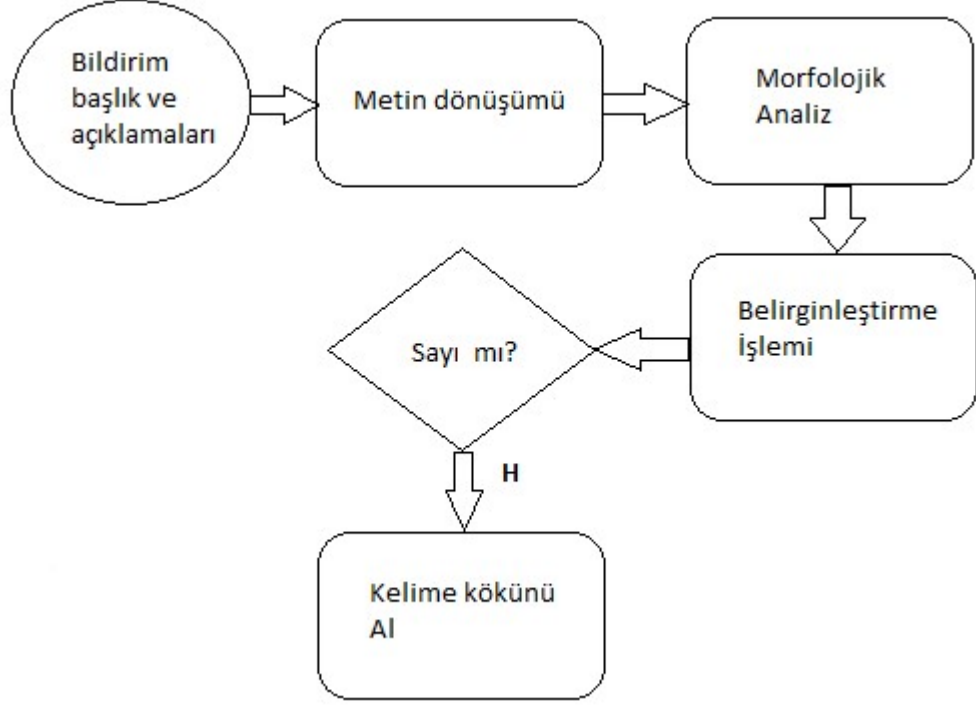 Bildirim
başlık ve
açıklamaları
Metin dönüşümü
Morfolojik
Analiz
Belirginleştirme
İşlemi
Sayı mı?
H
Kelime kökünü
Al